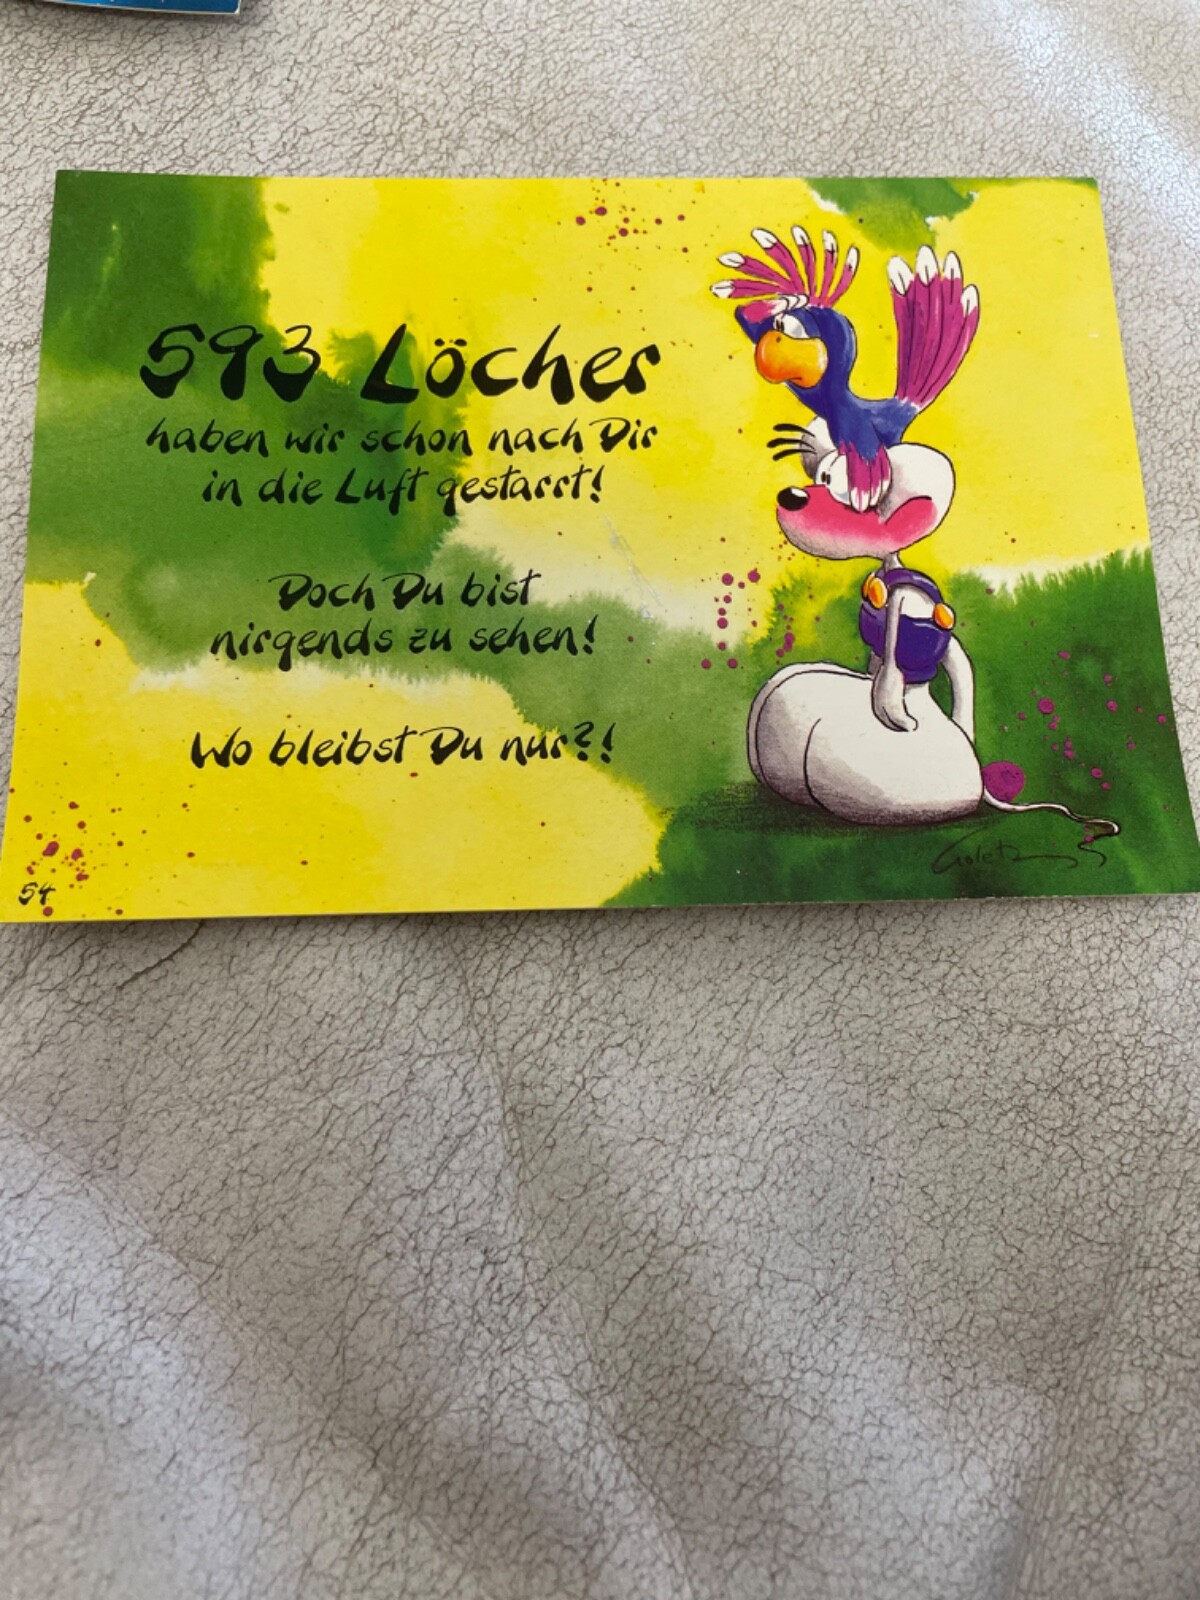 593 Löcher
haben wir schon nach Dir
in die Luft gestarrt!
Doch Du bist
nirgends zu sehen!
Wo bleibst Du nur?!
54
Goletz